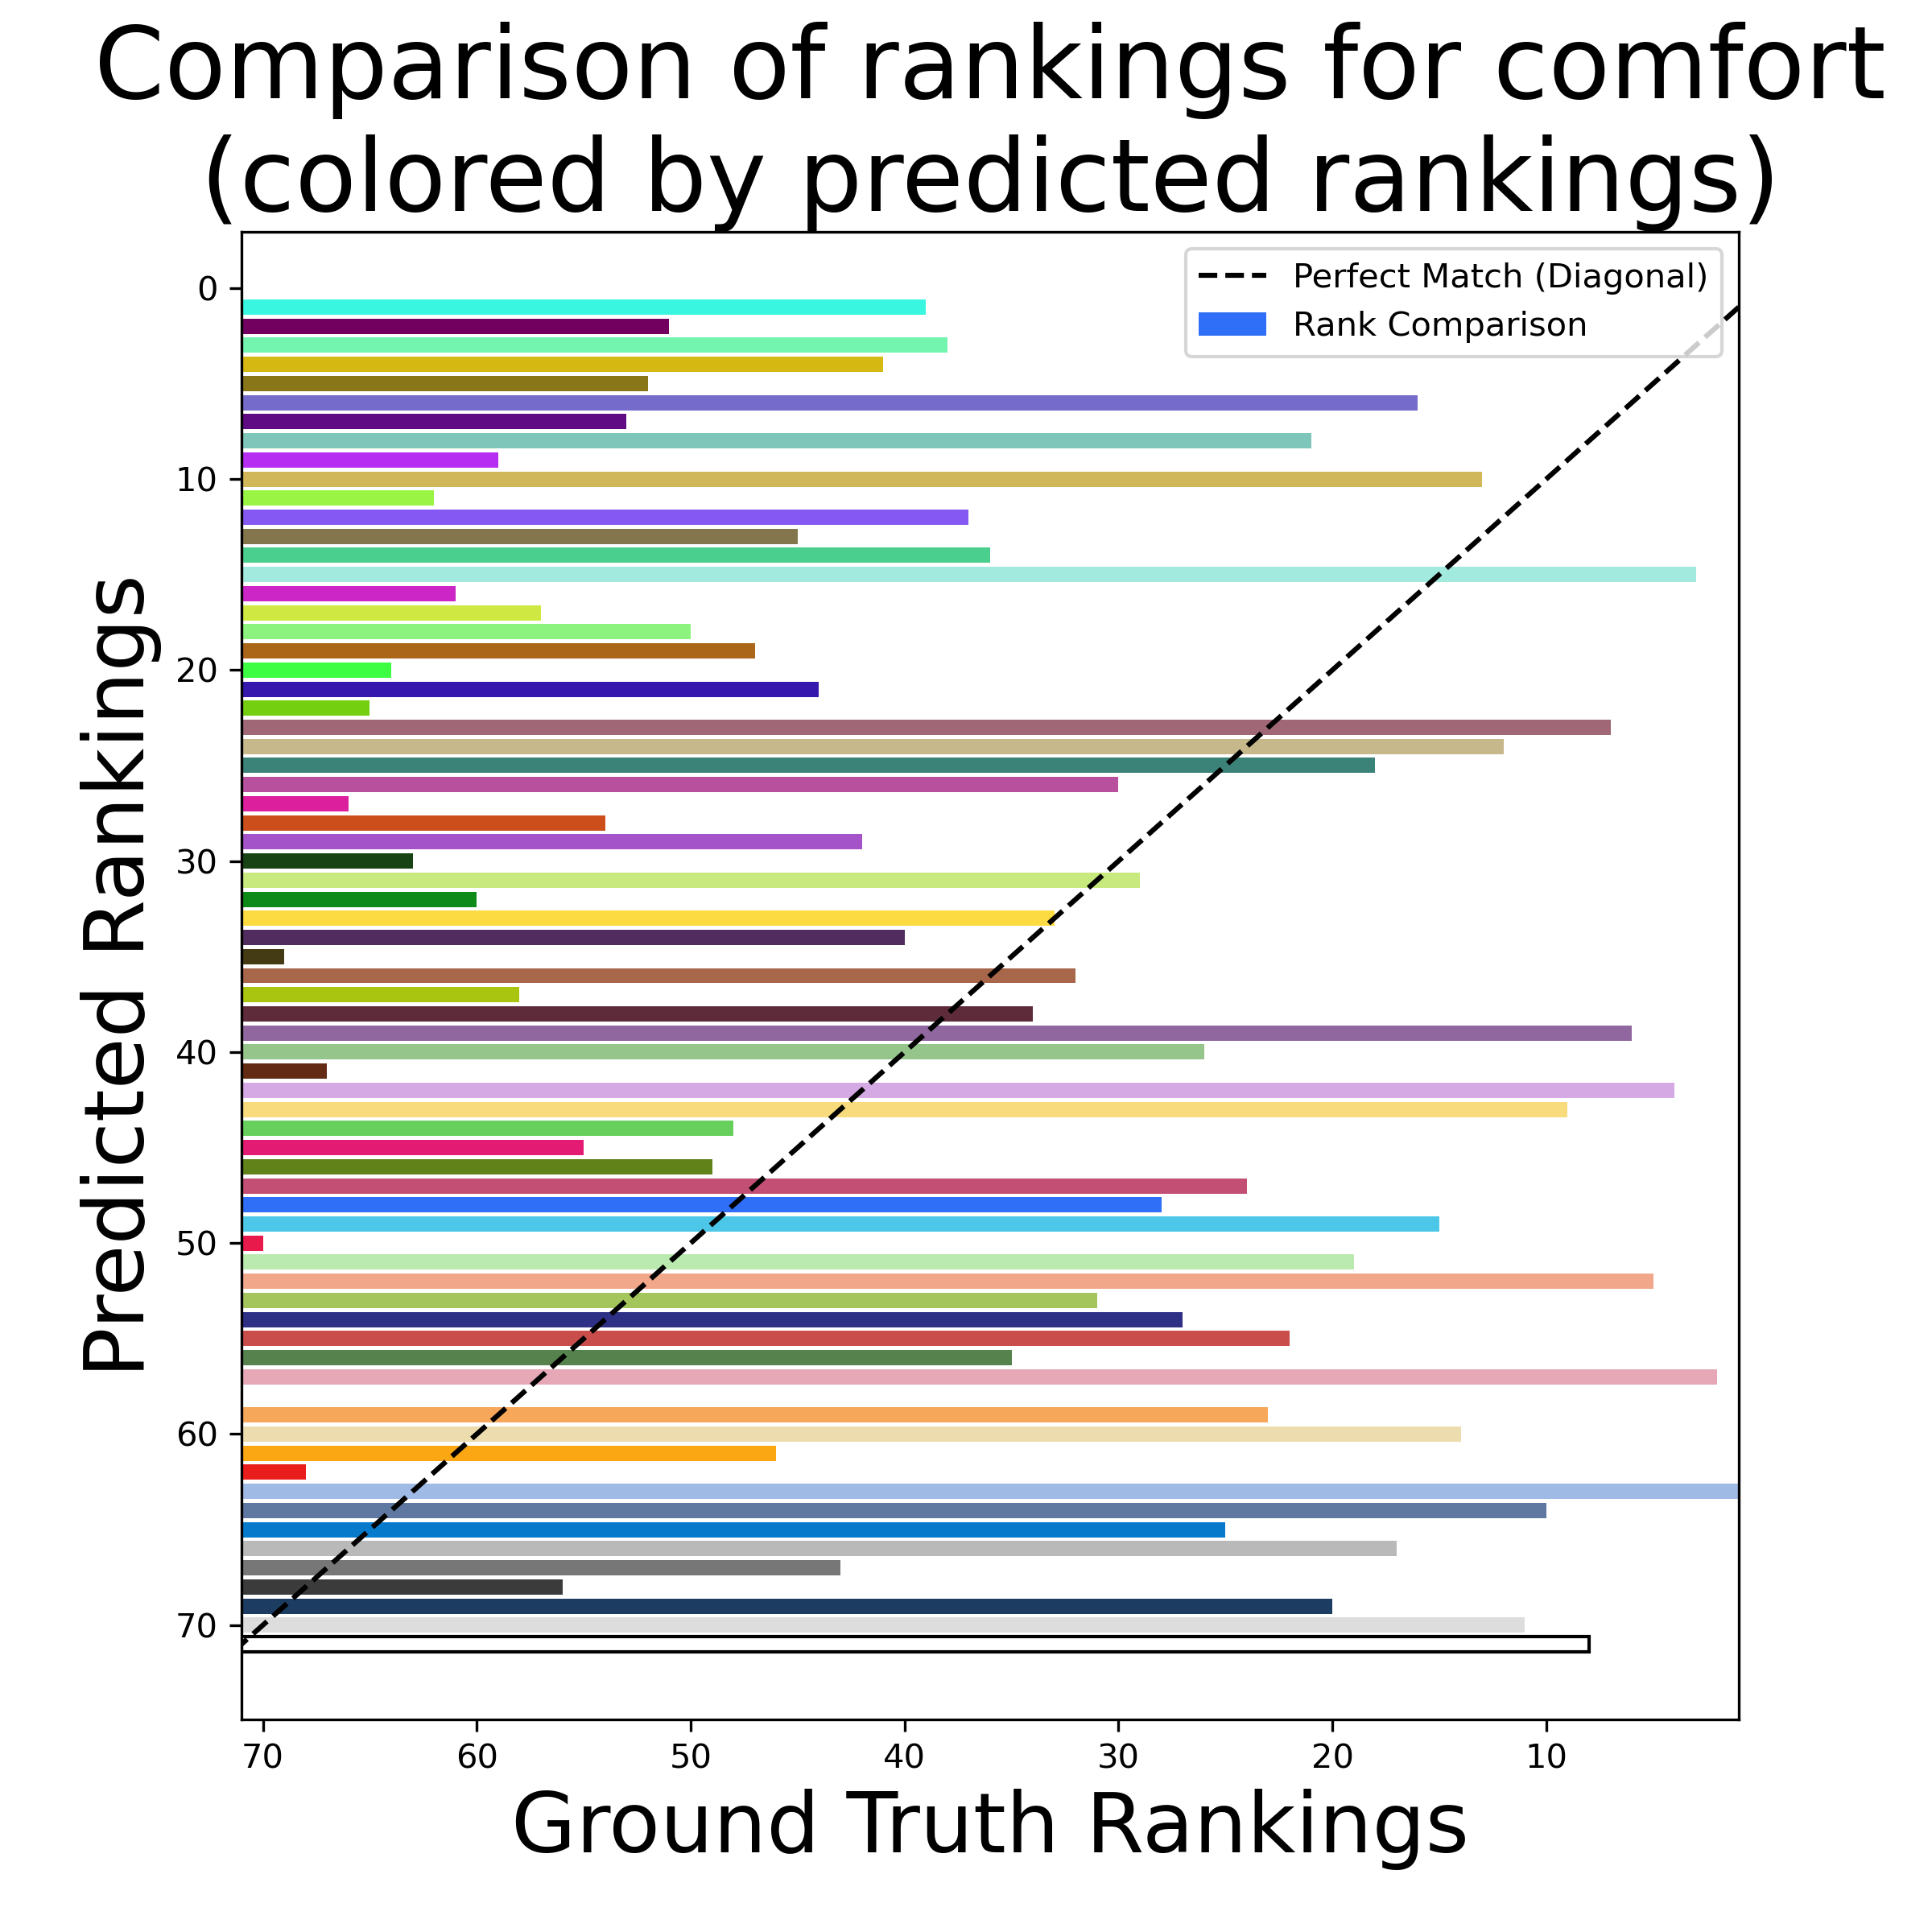 Comparison of rankings for comfort
(colored by predicted rankings)
Perfect Match (Diagonal)
Rank Comparison
0
10
20
30
40
50
60
70
Predicted Rankings
70
60
50
40
30
20
10
Ground Truth Rankings